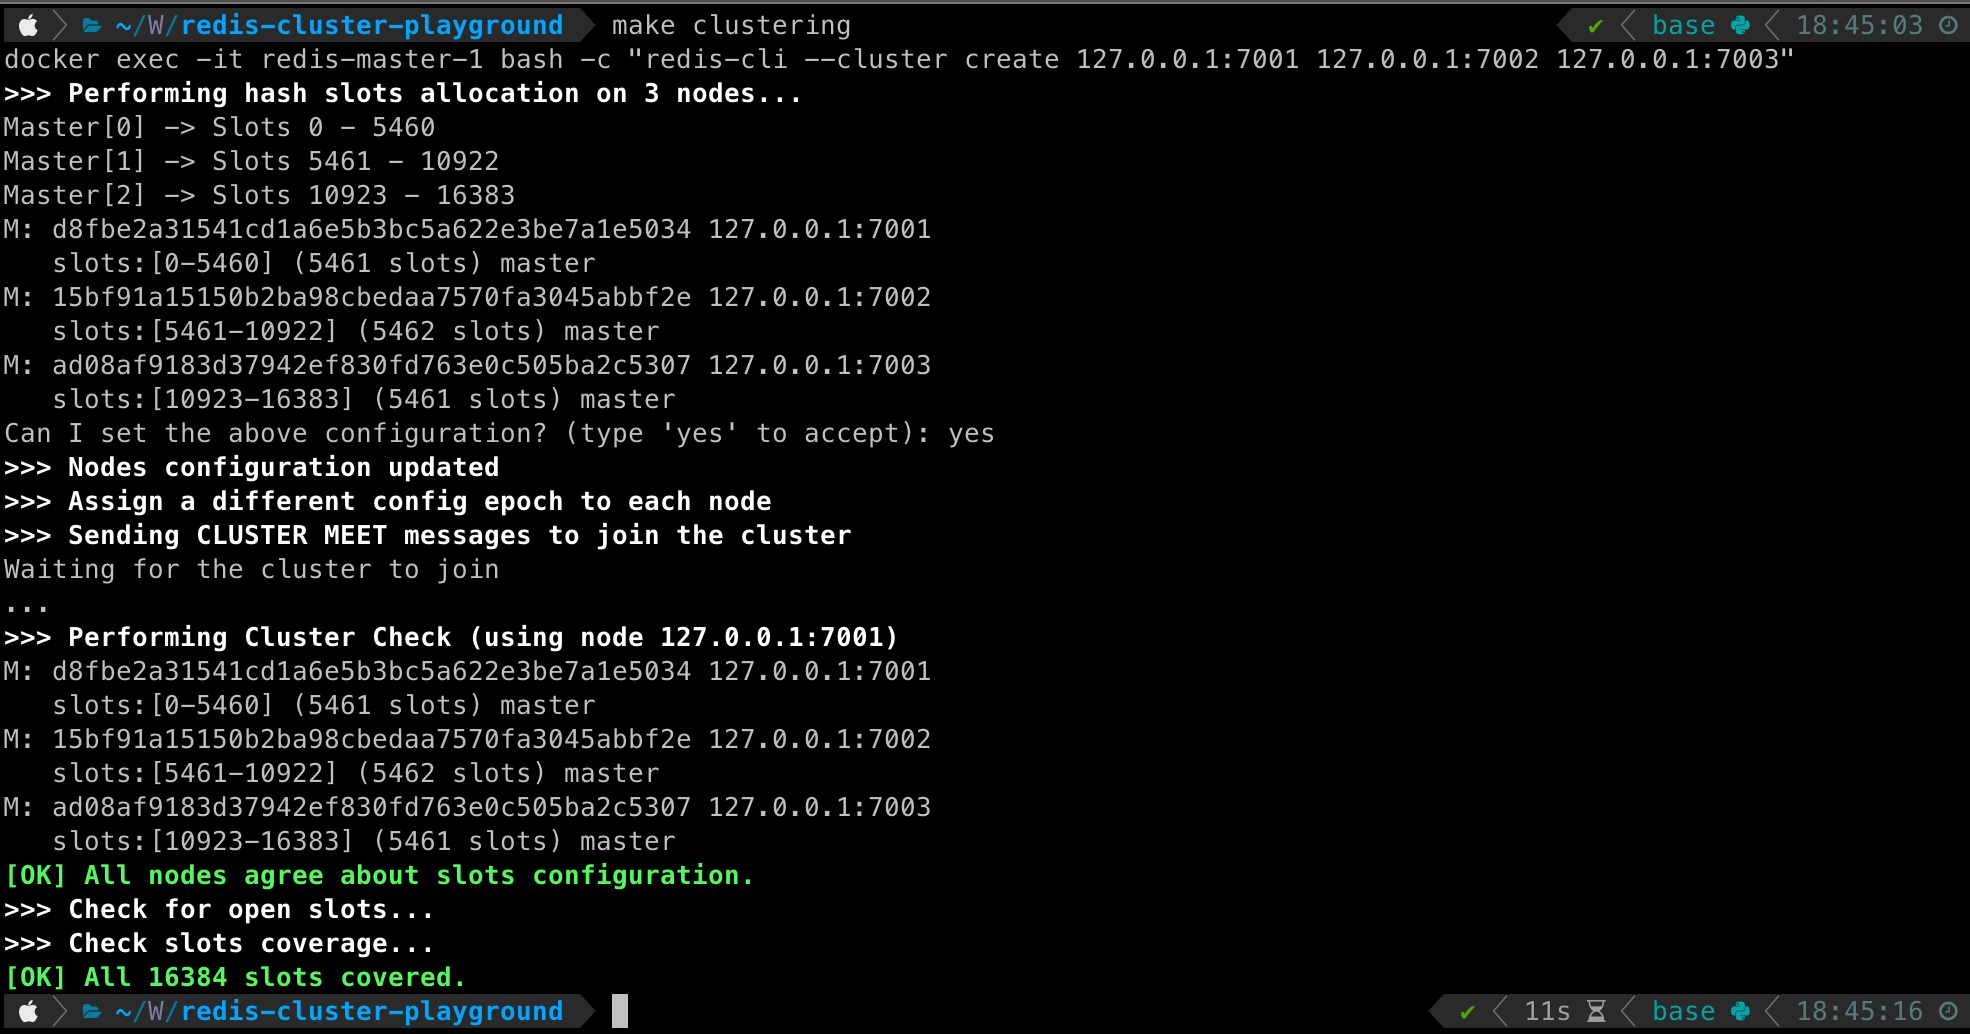 ~/W/redis-cluster-playground make clustering ✔ base 18:45:03
docker exec -it redis-master-1 bash -c "redis-cli --cluster create 127.0.0.1:7001 127.0.0.1:7002 127.0.0.1:7003"
>>> Performing hash slots allocation on 3 nodes...
Master[0] -> Slots 0 - 5460
Master[1] -> Slots 5461 - 10922
Master[2] -> Slots 10923 - 16383
M: d8fbe2a31541cd1a6e5b3bc5a622e3be7a1e5034 127.0.0.1:7001
   slots:[0-5460] (5461 slots) master
M: 15bf91a15150b2ba98cbedaa7570fa3045abbf2e 127.0.0.1:7002
   slots:[5461-10922] (5462 slots) master
M: ad08af9183d37942ef830fd763e0c505ba2c5307 127.0.0.1:7003
   slots:[10923-16383] (5461 slots) master
Can I set the above configuration? (type 'yes' to accept): yes
>>> Nodes configuration updated
>>> Assign a different config epoch to each node
>>> Sending CLUSTER MEET messages to join the cluster
Waiting for the cluster to join
...
>>> Performing Cluster Check (using node 127.0.0.1:7001)
M: d8fbe2a31541cd1a6e5b3bc5a622e3be7a1e5034 127.0.0.1:7001
   slots:[0-5460] (5461 slots) master
M: 15bf91a15150b2ba98cbedaa7570fa3045abbf2e 127.0.0.1:7002
   slots:[5461-10922] (5462 slots) master
M: ad08af9183d37942ef830fd763e0c505ba2c5307 127.0.0.1:7003
   slots:[10923-16383] (5461 slots) master
[OK] All nodes agree about slots configuration.
>>> Check for open slots...
>>> Check slots coverage...
[OK] All 16384 slots covered.
~/W/redis-cluster-playground ✔ 11s base 18:45:16